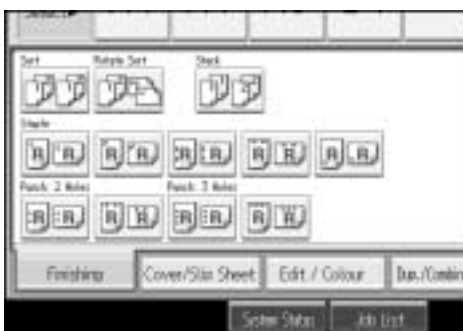 Select
Sort Rotate Sort Stack
Staple
R R R R R R R R R R
Punch 2 Holes Punch 3 Holes
R R R R R R R R
Finishing Cover/Slip Sheet Edit / Colour Dup./Combin
System Status Job List